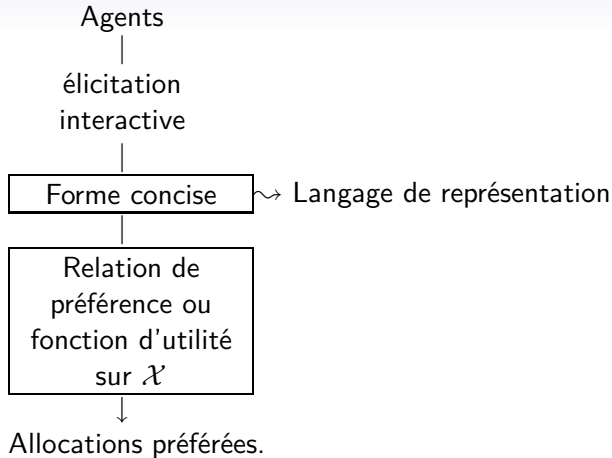 Agents
élicitation
interactive
Forme concise
Langage de représentation
Relation de
préférence ou
fonction d'utilité
sur 𝒳
Allocations préférées.